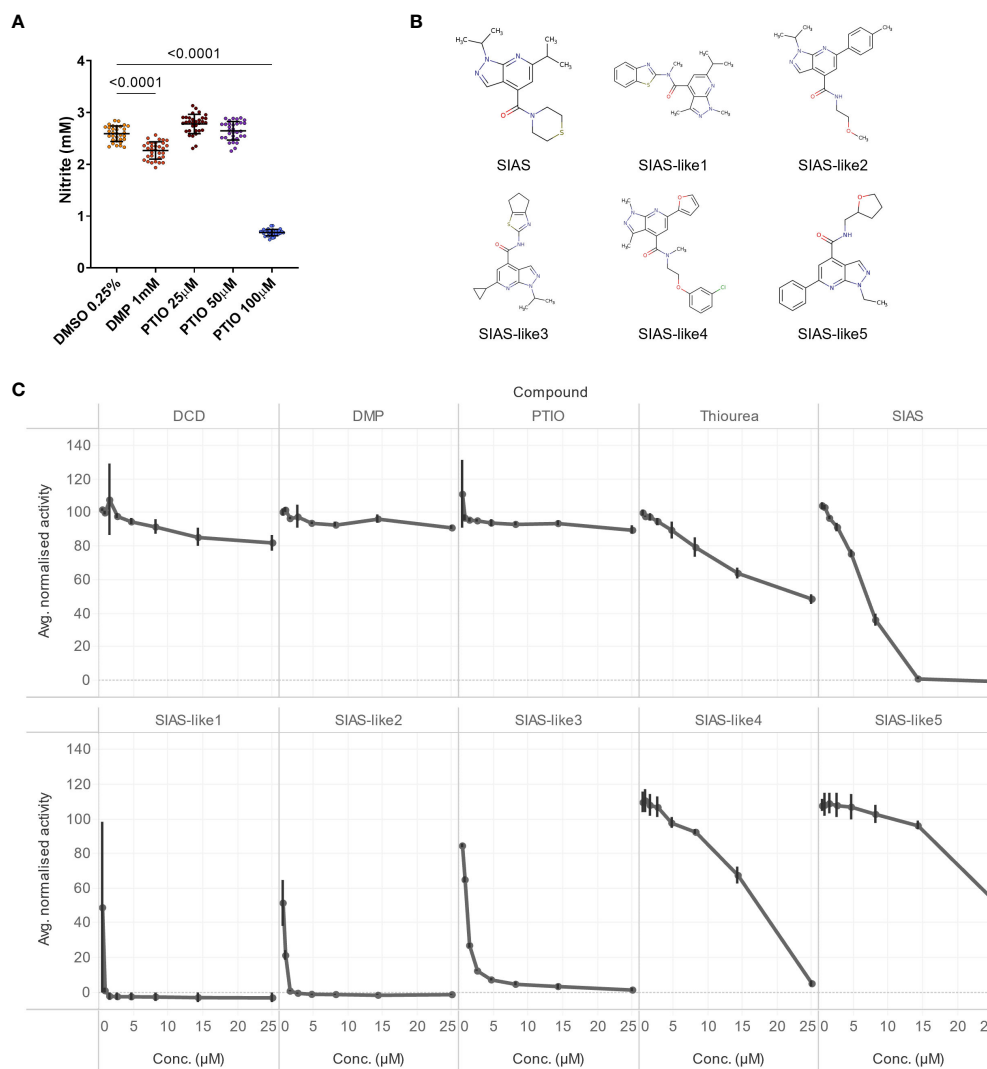 A
<0.0001
<0.0001
Nitrite (mM)
4
3
2
1
0
DMSO 0.25%
DMP 1mM
PTIO 25µM
PTIO 50µM
PTIO 100µM
B
SIAS
SIAS-like1
SIAS-like2
SIAS-like3
SIAS-like4
SIAS-like5
C
Compound
DCD DMP PTIO Thiourea SIAS
Avg. normalised activity
140
120
100
80
60
40
20
0
SIAS-like1 SIAS-like2 SIAS-like3 SIAS-like4 SIAS-like5
Avg. normalised activity
140
120
100
80
60
40
20
0
0 5 10 15 20 25 0 5 10 15 20 25 0 5 10 15 20 25 0 5 10 15 20 25 0 5 10 15 20 2
Conc. (µM) Conc. (µM) Conc. (µM) Conc. (µM) Conc. (µM)